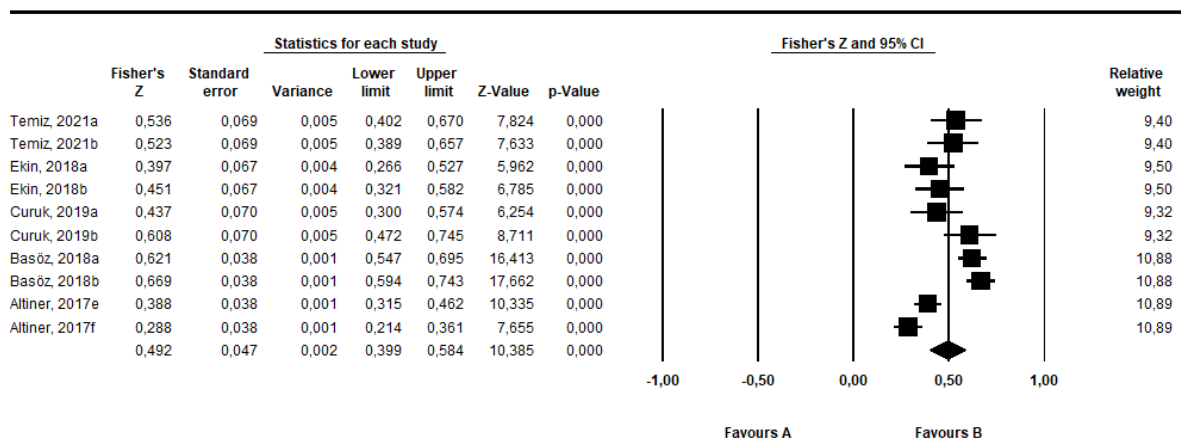 Statistics for each study Fisher's Z and 95% CI
Fisher's Standard Lower Upper Relative
Z error Variance limit limit Z-Value p-Value weight
Temiz, 2021a 0,536 0,069 0,005 0,402 0,670 7,824 0,000 9,40
Temiz, 2021b 0,523 0,069 0,005 0,389 0,657 7,633 0,000 9,40
Ekin, 2018a 0,397 0,067 0,004 0,266 0,527 5,962 0,000 9,50
Ekin, 2018b 0,451 0,067 0,004 0,321 0,582 6,785 0,000 9,50
Curuk, 2019a 0,437 0,070 0,005 0,300 0,574 6,254 0,000 9,32
Curuk, 2019b 0,608 0,070 0,005 0,472 0,745 8,711 0,000 9,32
Basöz, 2018a 0,621 0,038 0,001 0,547 0,695 16,413 0,000 10,88
Basöz, 2018b 0,669 0,038 0,001 0,594 0,743 17,662 0,000 10,88
Altiner, 2017e 0,388 0,038 0,001 0,315 0,462 10,335 0,000 10,89
Altiner, 2017f 0,288 0,038 0,001 0,214 0,361 7,655 0,000 10,89
0,492 0,047 0,002 0,399 0,584 10,385 0,000
-1,00 -0,50 0,00 0,50 1,00
Favours A Favours B